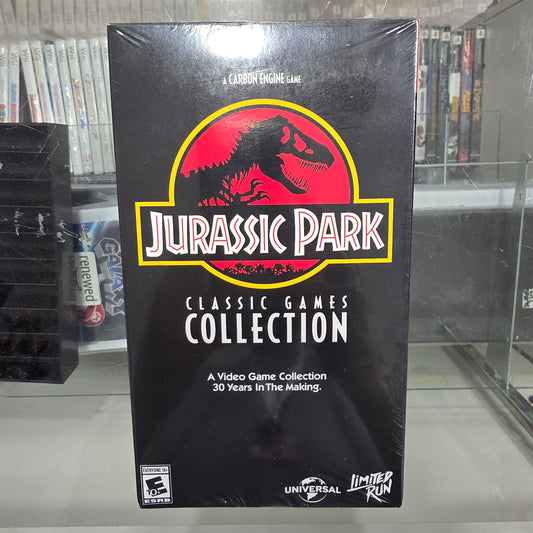 A CARBON ENGINE GAME
JURASSIC PARK
CLASSIC GAMES
COLLECTION
A Video Game Collection
30 Years In The Making.
EVERYONE 10+
E
ESRB
UNIVERSAL
LIMITED
RUN
renewed
GALAXY